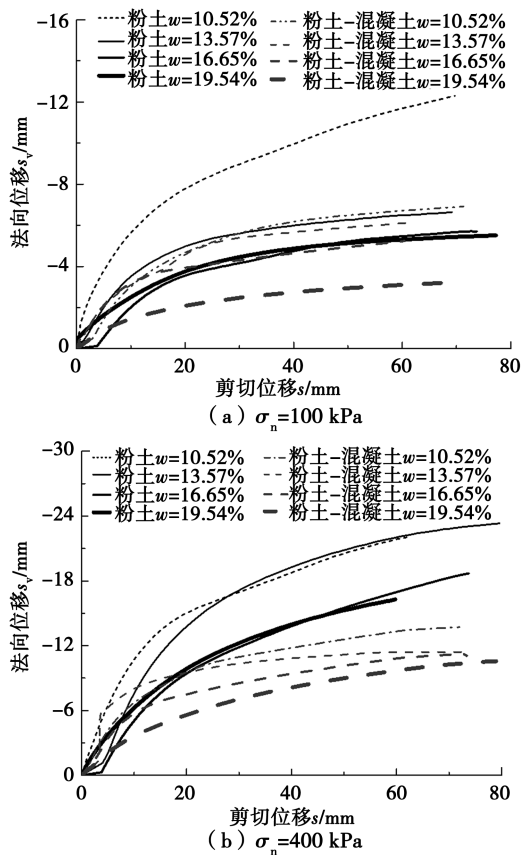 -16
-12
-8
-4
0
法向位移sᵥ/mm
粉土w=10.52%
粉土w=13.57%
粉土w=16.65%
粉土w=19.54%
粉土-混凝土w=10.52%
粉土-混凝土w=13.57%
粉土-混凝土w=16.65%
粉土-混凝土w=19.54%
0 20 40 60 80
剪切位移s/mm
(a) σₙ=100 kPa
-30
-24
-18
-12
-6
0
法向位移sᵥ/mm
粉土w=10.52%
粉土w=13.57%
粉土w=16.65%
粉土w=19.54%
粉土-混凝土w=10.52%
粉土-混凝土w=13.57%
粉土-混凝土w=16.65%
粉土-混凝土w=19.54%
0 20 40 60 80
剪切位移s/mm
(b) σₙ=400 kPa